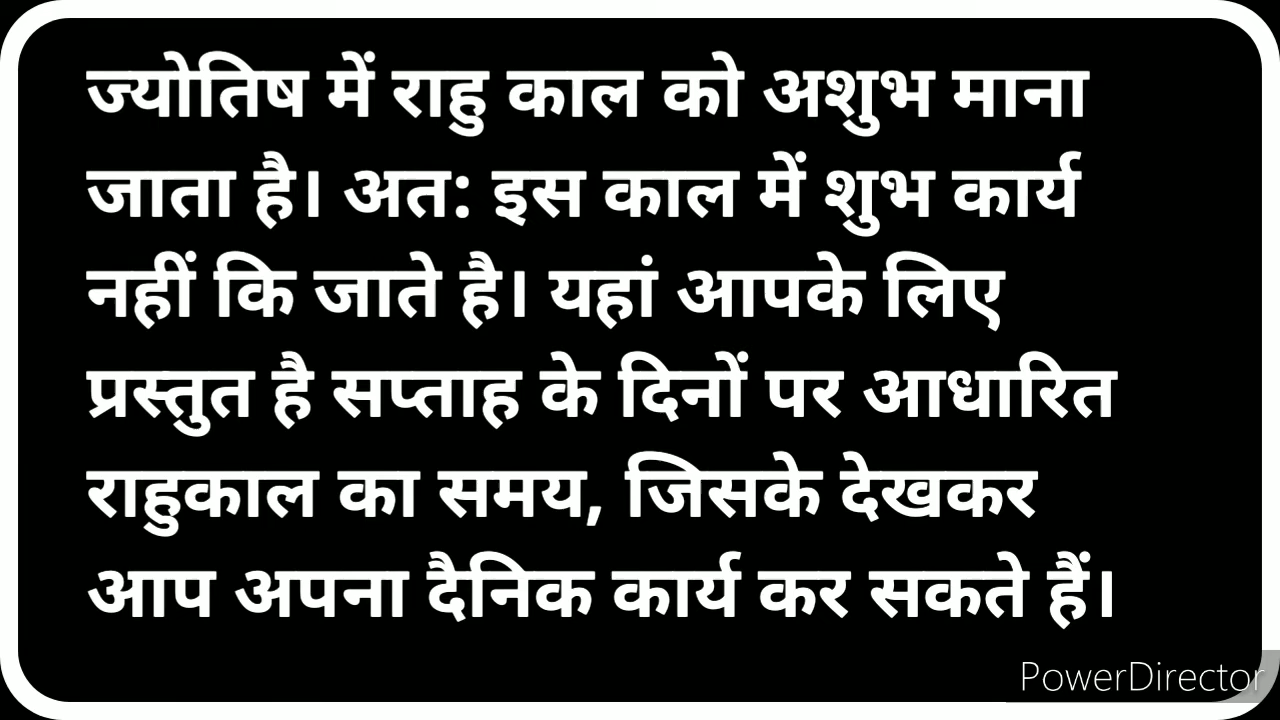 ज्योतिष में राहु काल को अशुभ माना
जाता है। अत: इस काल में शुभ कार्य
नहीं कि जाते है। यहां आपके लिए
प्रस्तुत है सप्ताह के दिनों पर आधारित
राहुकाल का समय, जिसके देखकर
आप अपना दैनिक कार्य कर सकते हैं।
PowerDirector